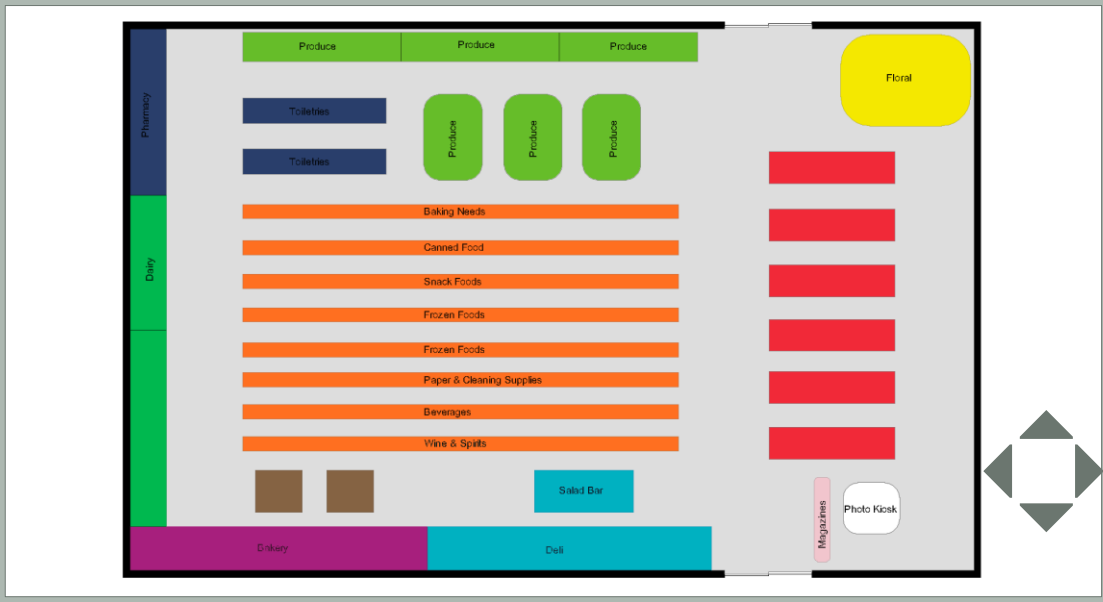 Produce
Produce
Produce
Floral
Pharmacy
Toiletries
Toiletries
Produce
Produce
Produce
Baking Needs
Canned Food
Dairy
Snack Foods
Frozen Foods
Frozen Foods
Paper & Cleaning Supplies
Beverages
Wine & Spirits
Salad Bar
Magazines
Photo Kiosk
Bakery
Deli